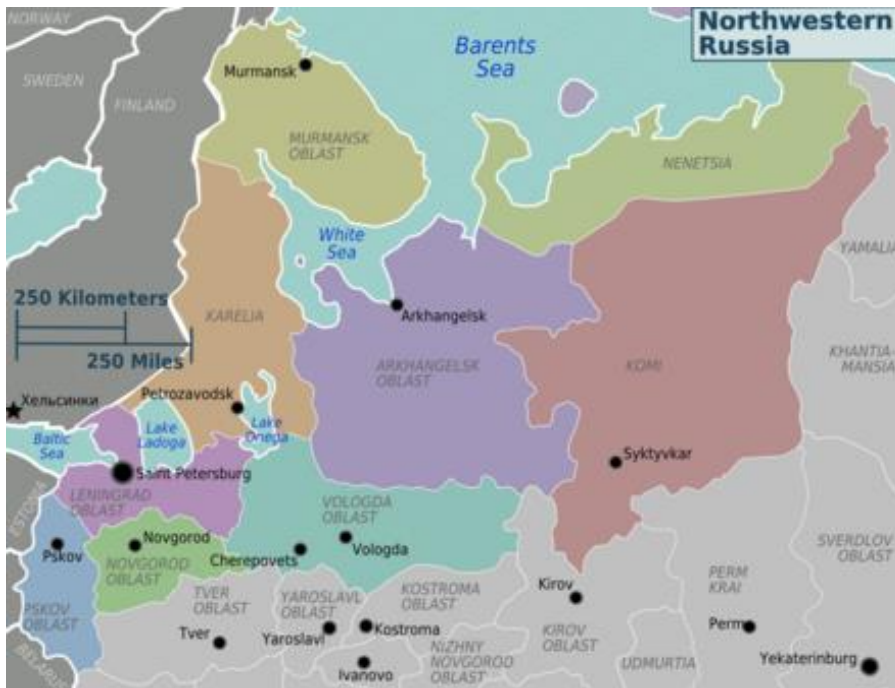 NORWAY
Northwestern
Russia
Barents
Sea
Murmansk
SWEDEN
FINLAND
MURMANSK
OBLAST
NENETSIA
White
Sea
YAMALIA
250 Kilometers
KARELIA
Arkhangelsk
250 Miles
ARKHANGELSK
OBLAST
KOMI
KHANTIA-
MANSIA
Хельсинки
Petrozavodsk
Baltic
Sea
Lake
Ladoga
Lake
Onega
Saint Petersburg
Syktyvkar
LENINGRAD
OBLAST
ESTONIA
VOLOGDA
OBLAST
Pskov
Novgorod
NOVGOROD
OBLAST
Cherepovets
Vologda
SVERDLOV
OBLAST
PSKOV
OBLAST
TVER
OBLAST
YAROSLAVL
OBLAST
KOSTROMA
OBLAST
Kirov
PERM
KRAI
Tver
Yaroslavl
Kostroma
KIROV
OBLAST
Perm
BELARUS
Ivanovo
NIZHNY
NOVGOROD
OBLAST
UDMURTIA
Yekaterinburg